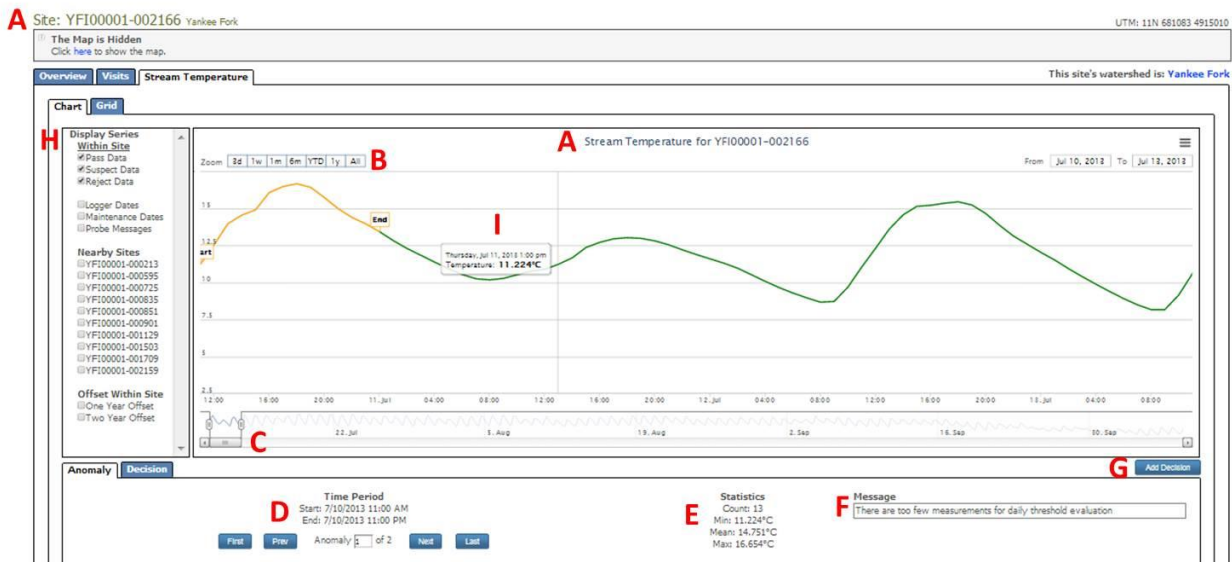 A Site: YFI00001-002166 Yankee Fork
UTM: 11N 681083 4915010
The Map is Hidden
Click here to show the map.
Overview Visits Stream Temperature
This site's watershed is: Yankee Fork
Chart Grid
H Display Series
Within Site
Pass Data
Suspect Data
Reject Data
Logger Dates
Maintenance Dates
Probe Messages
Nearby Sites
YFI00001-000213
YFI00001-000595
YFI00001-000725
YFI00001-000835
YFI00001-000851
YFI00001-000901
YFI00001-001129
YFI00001-001503
YFI00001-001709
YFI00001-002159
Offset Within Site
One Year Offset
Two Year Offset
A Stream Temperature for YFI00001-002166
Zoom 3d 1w 1m 6m YTD 1y All B
From Jul 10, 2013 To Jul 13, 2013
15
12.5
10
7.5
5
2.5
art
End
I
Thursday, Jul 11, 2013 1:00 pm
Temperature: 11.224°C
12:00 16:00 20:00 11. Jul 04:00 08:00 12:00 16:00 20:00 12. Jul 04:00 08:00 12:00 16:00 20:00 13. Jul 04:00 08:00
22. Jul 5. Aug 19. Aug 2. Sep 16. Sep 30. Sep
C
Anomaly Decision
G Add Decision
D Time Period
Start: 7/10/2013 11:00 AM
End: 7/10/2013 11:00 PM
First Prev Anomaly 1 of 2 Next Last
E Statistics
Count: 13
Min: 11.224°C
Mean: 14.751°C
Max: 16.654°C
F Message
There are too few measurements for daily threshold evaluation